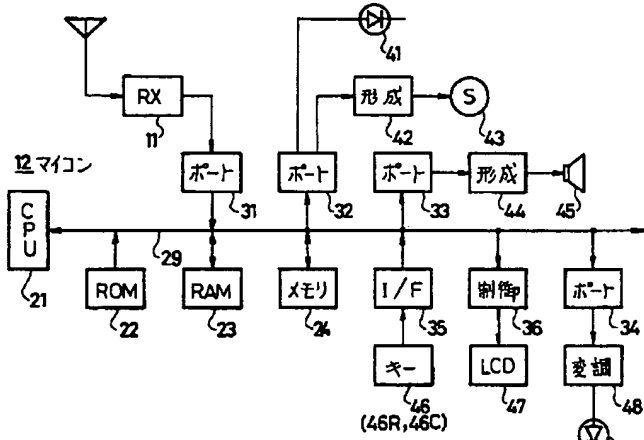 41
RX
11
形成
42
S
43
12 マイコン
ポート
31
ポート
32
ポート
33
形成
44
45
CPU
21
29
ROM
22
RAM
23
メモリ
24
I/F
35
制御
36
ポート
34
キー
46
(46R,46C)
LCD
47
変調
48